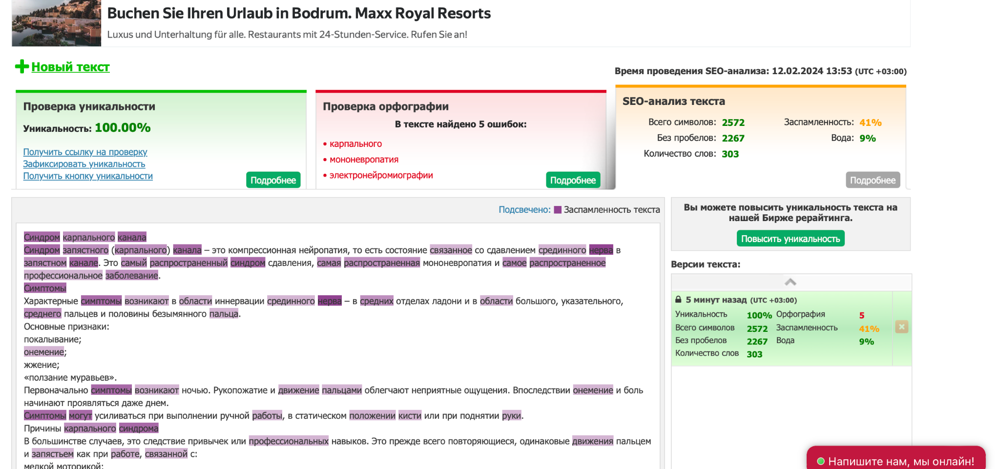 Buchen Sie Ihren Urlaub in Bodrum. Maxx Royal Resorts
Luxus und Unterhaltung für alle. Restaurants mit 24-Stunden-Service. Rufen Sie an!
Новый текст
Время проведения SEO-анализа: 12.02.2024 13:53 (UTC +03:00)
Проверка уникальности
Уникальность: 100.00%
Получить ссылку на проверку
Зафиксировать уникальность
Получить кнопку уникальности
Подробнее
Проверка орфографии
В тексте найдено 5 ошибок:
• карпального
• мононевропатия
• электронейромиографии
Подробнее
SEO-анализ текста
Всего символов: 2572 Заспамленность: 41%
Без пробелов: 2267 Вода: 9%
Количество слов: 303
Подробнее
Подсвечено: Заспамленность текста
Синдром карпального канала
Синдром запястного (карпального) канала – это компрессионная нейропатия, то есть состояние связанное со сдавлением срединного нерва в
запястном канале. Это самый распространенный синдром сдавления, самая распространенная мононевропатия и самое распространенное
профессиональное заболевание.
Симптомы
Характерные симптомы возникают в области иннервации срединного нерва – в средних отделах ладони и в области большого, указательного,
среднего пальцев и половины безымянного пальца.
Основные признаки:
покалывание;
онемение;
жжение;
«ползание муравьев».
Первоначально симптомы возникают ночью. Рукопожатие и движение пальцами облегчают неприятные ощущения. Впоследствии онемение и боль
начинают проявляться даже днем.
Симптомы могут усиливаться при выполнении ручной работы, в статическом положении кисти или при поднятии руки.
Причины карпального синдрома
В большинстве случаев, это следствие привычек или профессиональных навыков. Это прежде всего повторяющиеся, одинаковые движения пальцем
и запястьем как при работе, связанной с:
мелкой моторикой;
Вы можете повысить уникальность текста на
нашей Бирже рерайтинга.
Повысить уникальность
Версии текста:
5 минут назад (UTC +03:00)
Уникальность 100% Орфография 5
Всего символов 2572 Заспамленность 41%
Без пробелов 2267 Вода 9%
Количество слов 303
Напишите нам, мы онлайн!